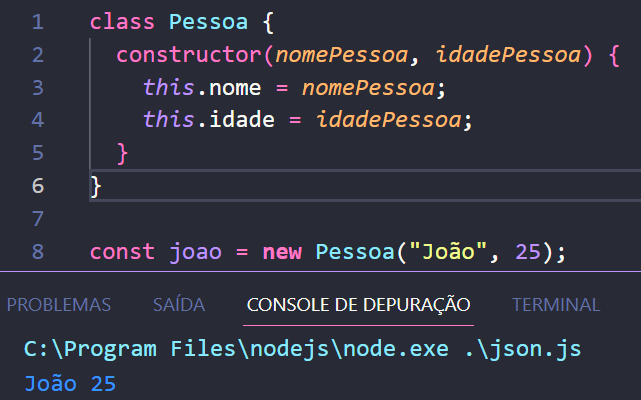 1 class Pessoa {
2 constructor(nomePessoa, idadePessoa) {
3 this.nome = nomePessoa;
4 this.idade = idadePessoa;
5 }
6 }
7
8 const joao = new Pessoa("João", 25);
PROBLEMAS SAÍDA CONSOLE DE DEPURAÇÃO TERMINAL
C:\Program Files\nodejs\node.exe .\json.js
João 25